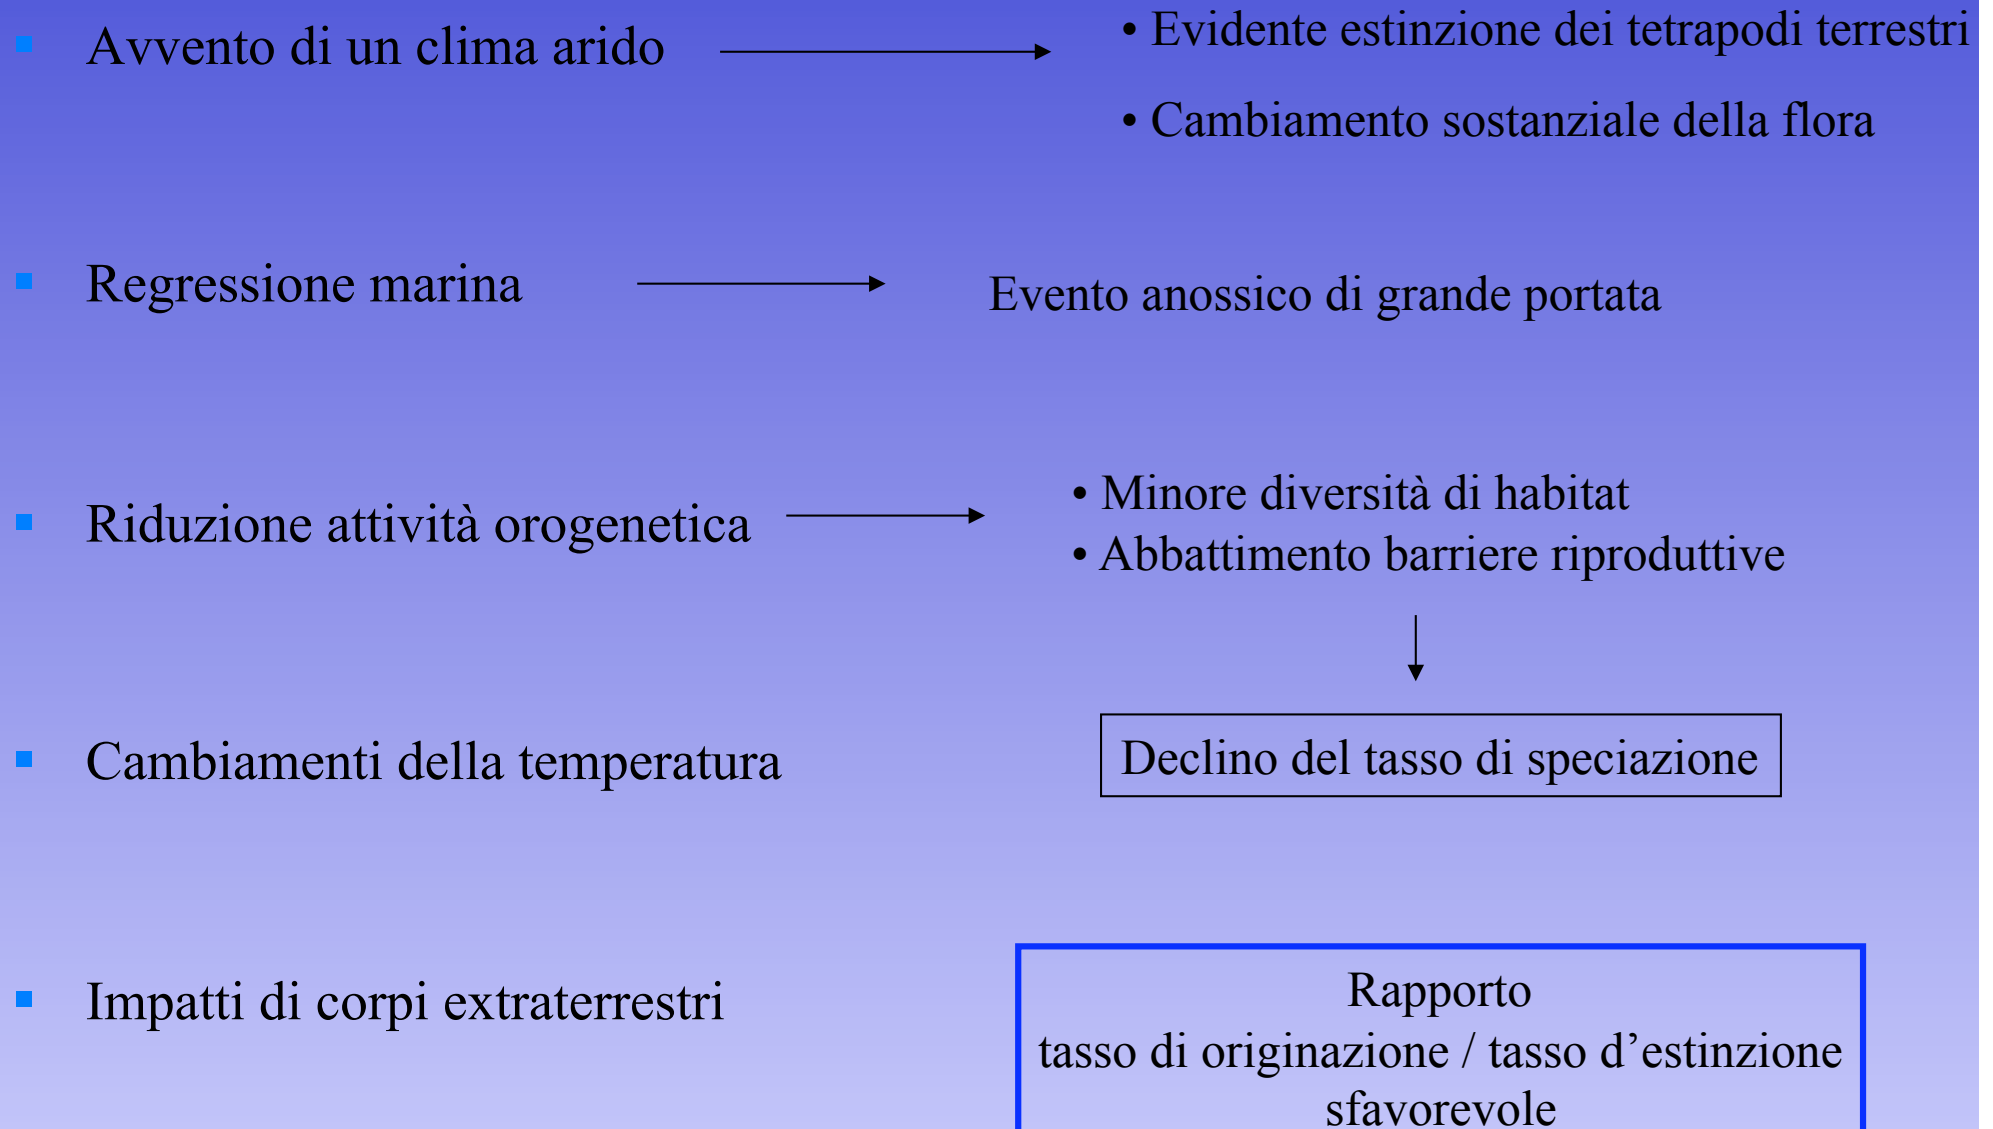 Avvento di un clima arido
• Evidente estinzione dei tetrapodi terrestri
• Cambiamento sostanziale della flora
Regressione marina
Evento anossico di grande portata
Riduzione attività orogenetica
• Minore diversità di habitat
• Abbattimento barriere riproduttive
Cambiamenti della temperatura
Declino del tasso di speciazione
Impatti di corpi extraterrestri
Rapporto
tasso di originazione / tasso d’estinzione
sfavorevole